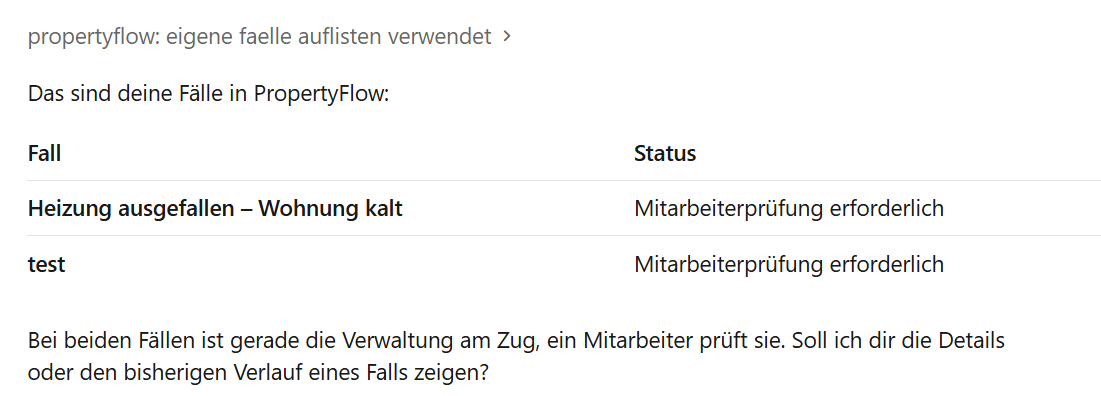 propertyflow: eigene faelle auflisten verwendet >
Das sind deine Fälle in PropertyFlow:
Fall Status
Heizung ausgefallen – Wohnung kalt Mitarbeiterprüfung erforderlich
test Mitarbeiterprüfung erforderlich
Bei beiden Fällen ist gerade die Verwaltung am Zug, ein Mitarbeiter prüft sie. Soll ich dir die Details
oder den bisherigen Verlauf eines Falls zeigen?